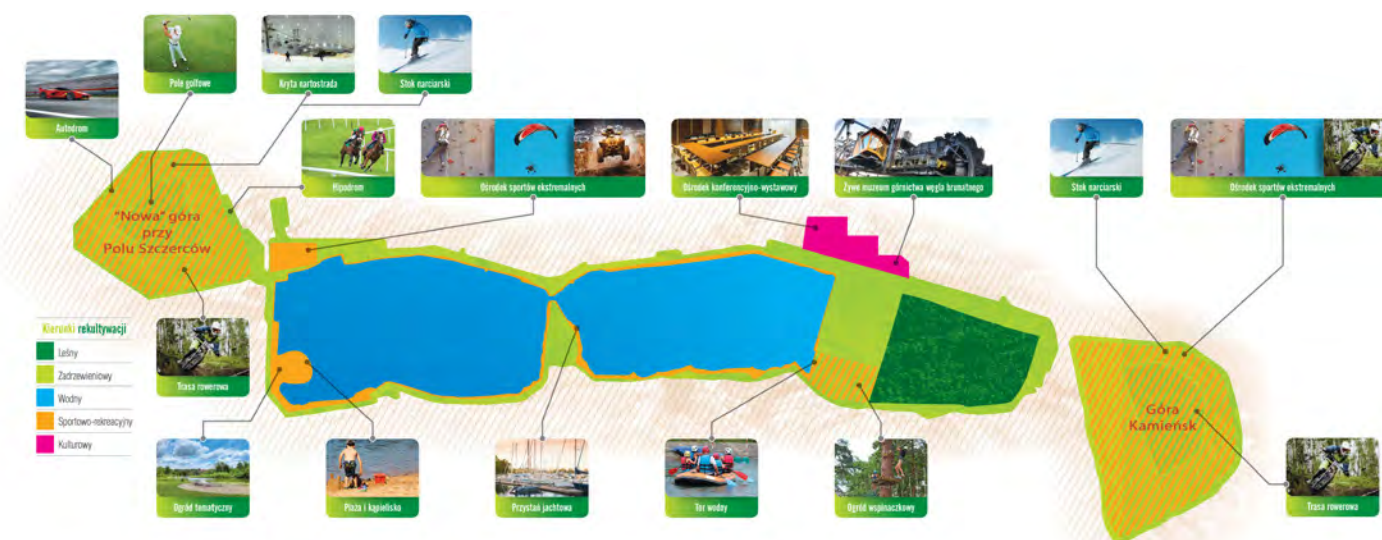 Pole golfowe
Kryta nartostrada
Stok narciarski
Autodrom
Hipodrom
Ośrodek sportów ekstremalnych
Ośrodek konferencyjno-wystawowy
Żywe muzeum górnictwa węgla brunatnego
Stok narciarski
Ośrodek sportów ekstremalnych
"Nowa" góra
przy
Polu Szczerców
Kierunki rekultywacji
Leśny
Zadrzewieniowy
Wodny
Sportowo-rekreacyjny
Kulturowy
Trasa rowerowa
Góra
Kamieńsk
Ogród tematyczny
Plaża i kąpielisko
Przystań jachtowa
Tor wodny
Ogród wspinaczkowy
Trasa rowerowa